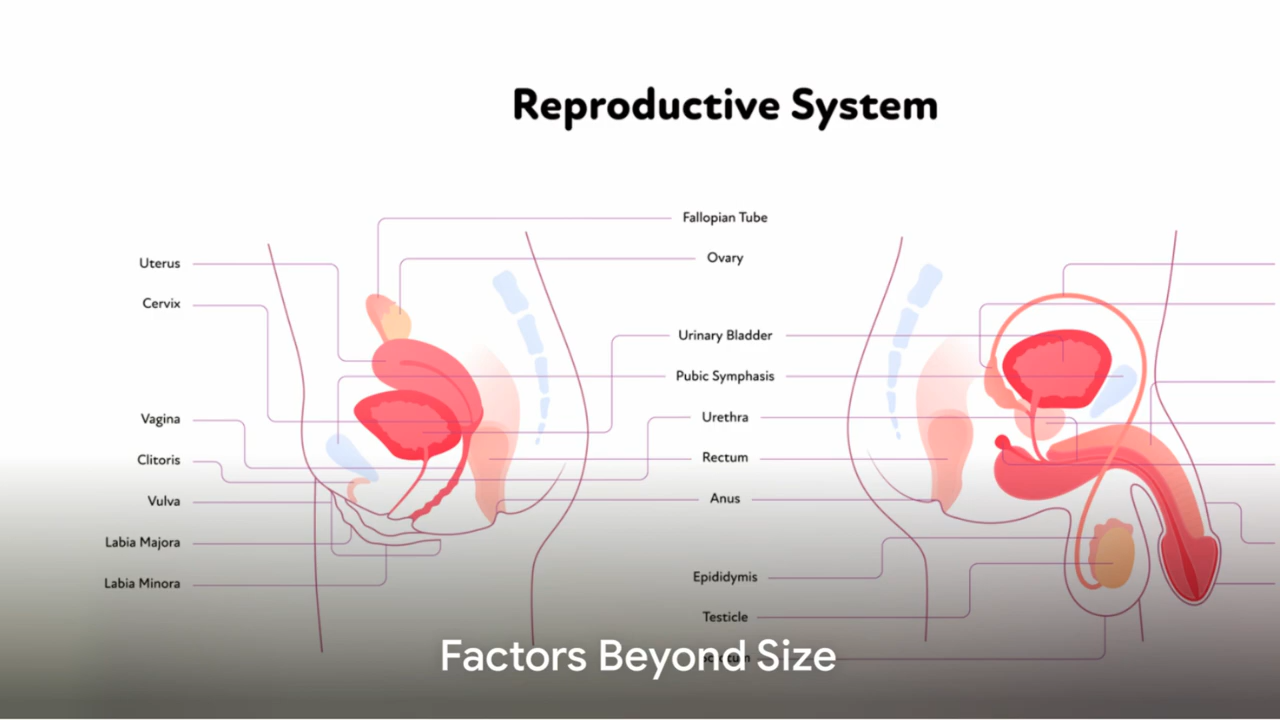 Reproductive System
Fallopian Tube
Uterus
Ovary
Cervix
Urinary Bladder
Pubic Symphasis
Vagina
Urethra
Clitoris
Rectum
Vulva
Anus
Labia Majora
Labia Minora
Epididymis
Testicle
Factors Beyond Size